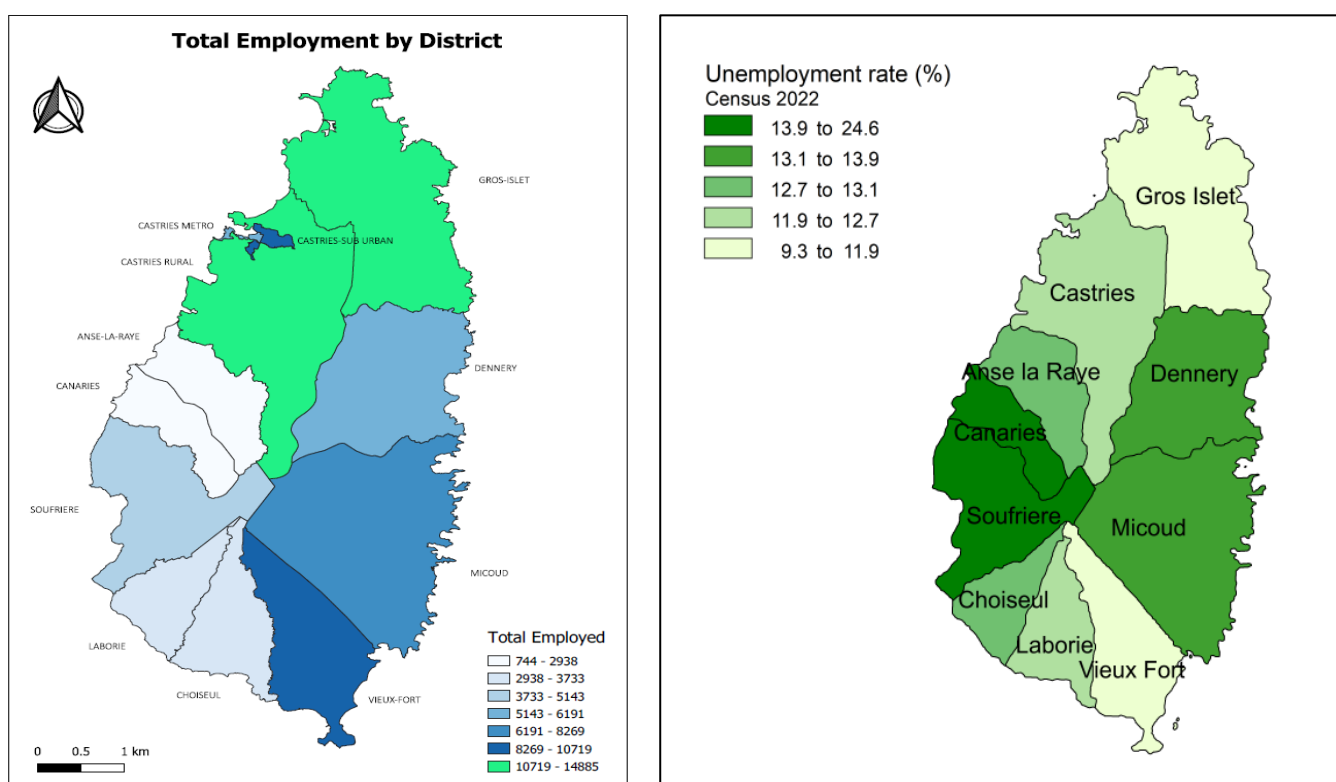 Total Employment by District
GROS-ISLET
CASTRIES METRO
CASTRIES-SUB URBAN
CASTRIES RURAL
ANSE-LA-RAYE
DENNERY
CANARIES
SOUFRIERE
MICOUD
LABORIE
CHOISEUL
VIEUX-FORT
Total Employed
744 - 2938
2938 - 3733
3733 - 5143
5143 - 6191
6191 - 8269
8269 - 10719
10719 - 14885
0 0.5 1 km
Unemployment rate (%)
Census 2022
13.9 to 24.6
13.1 to 13.9
12.7 to 13.1
11.9 to 12.7
9.3 to 11.9
Gros Islet
Castries
Anse la Raye
Dennery
Canaries
Soufriere
Micoud
Choiseul
Laborie
Vieux Fort